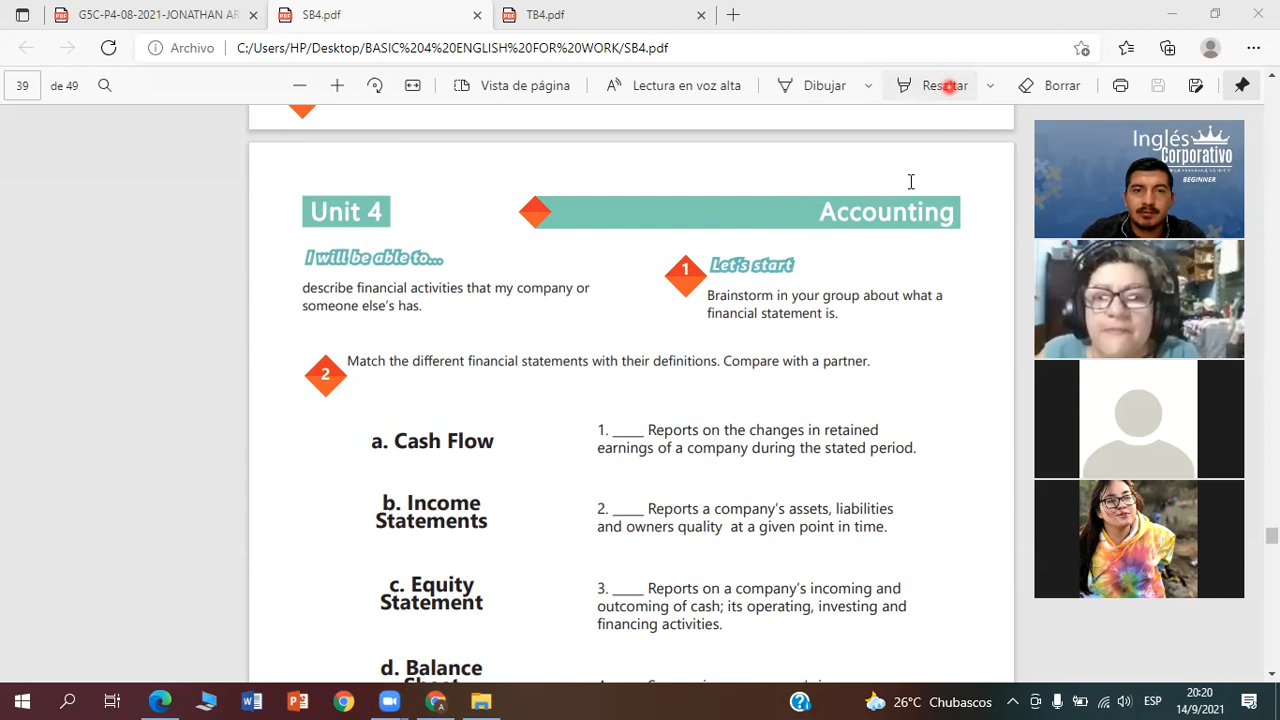 G5C-P4-08-2021-JONATHAN AR
SB4.pdf
TB4.pdf
Archivo
C:/Users/HP/Desktop/BASIC%204%20ENGLISH%20FOR%20WORK/SB4.pdf
39
de 49
Vista de página
Lectura en voz alta
Dibujar
Resaltar
Borrar
Unit 4
Accounting
I will be able to...
describe financial activities that my company or
someone else's has.
1
Let's start
Brainstorm in your group about what a
financial statement is.
2
Match the different financial statements with their definitions. Compare with a partner.
a. Cash Flow
1. ____ Reports on the changes in retained
earnings of a company during the stated period.
b. Income
Statements
2. ____ Reports a company's assets, liabilities
and owners quality at a given point in time.
c. Equity
Statement
3. ____ Reports on a company's incoming and
outcoming of cash; its operating, investing and
financing activities.
d. Balance
Inglés
Corporativo
BEGINNER
26°C Chubascos
ESP
20:20
14/9/2021